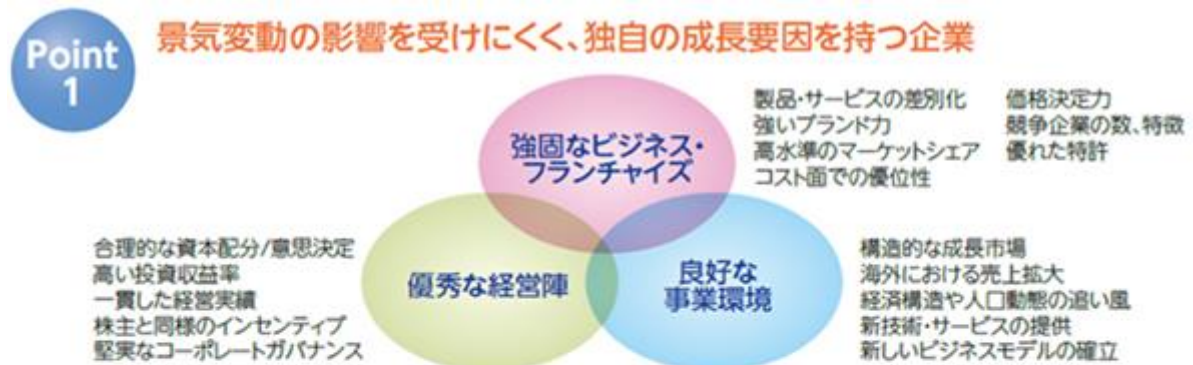 Point
1
景気変動の影響を受けにくく、独自の成長要因を持つ企業
強固なビジネス・
フランチャイズ
製品・サービスの差別化
強いブランド力
高水準のマーケットシェア
コスト面での優位性
価格決定力
競争企業の数、特徴
優れた特許
合理的な資本配分/意思決定
高い投資収益率
一貫した経営実績
株主と同様のインセンティブ
堅実なコーポレートガバナンス
優秀な経営陣
良好な
事業環境
構造的な成長市場
海外における売上拡大
経済構造や人口動態の追い風
新技術・サービスの提供
新しいビジネスモデルの確立